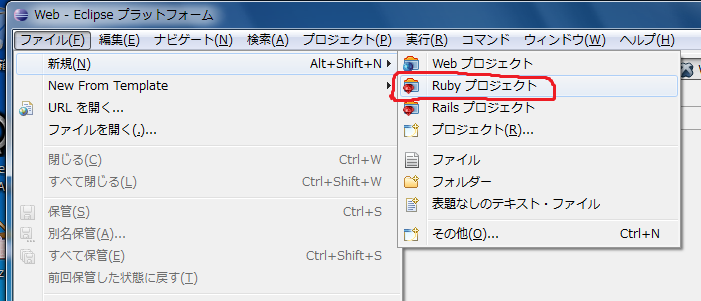 Web - Eclipse プラットフォーム
ファイル(F) 編集(E) ナビゲート(N) 検索(A) プロジェクト(P) 実行(R) コマンド ウィンドウ(W) ヘルプ(H)
新規(N) Alt+Shift+N
New From Template
URL を開く...
ファイルを開く(.)...
閉じる(C) Ctrl+W
すべて閉じる(L) Ctrl+Shift+W
保管(S) Ctrl+S
別名保管(A)...
すべて保管(E) Ctrl+Shift+S
前回保管した状態に戻す(T)
Web プロジェクト
Ruby プロジェクト
Rails プロジェクト
プロジェクト(R)...
ファイル
フォルダー
表題なしのテキスト・ファイル
その他(O)... Ctrl+N